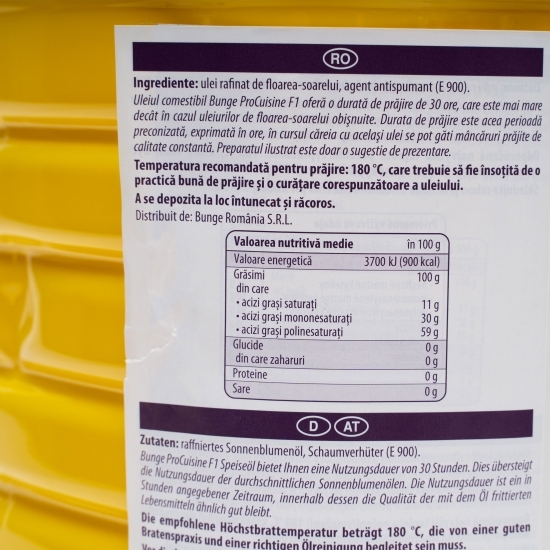 RO
Ingrediente: ulei rafinat de floarea-soarelui, agent antispumant (E 900).
Uleiul comestibil Bunge ProCuisine F1 oferă o durată de prăjire de 30 ore, care este mai mare
decât în cazul uleiurilor de floarea-soarelui obișnuite. Durata de prăjire este acea perioadă
preconizată, exprimată în ore, în cursul căreia cu același ulei se pot găti mâncăruri prăjite de
calitate constantă. Preparatul ilustrat este doar o sugestie de prezentare.
Temperatura recomandată pentru prăjire: 180 °C, care trebuie să fie însoțită de o
practică bună de prăjire și o curățare corespunzătoare a uleiului.
A se depozita la loc întunecat și răcoros.
Distribuit de: Bunge România S.R.L.
Valoarea nutritivă medie în 100 g
Valoare energetică 3700 kJ (900 kcal)
Grăsimi 100 g
din care
• acizi grași saturați 11 g
• acizi grași mononesaturați 30 g
• acizi grași polinesaturați 59 g
Glucide 0 g
din care zaharuri 0 g
Proteine 0 g
Sare 0 g
D AT
Zutaten: raffniertes Sonnenblumenöl, Schaumverhüter (E 900).
Bunge ProCuisine F1 Speiseöl bietet Ihnen eine Nutzungsdauer von 30 Stunden. Dies übersteigt
die Nutzungsdauer der durchschnittlichen Sonnenblumenölen. Die Nutzungsdauer ist ein in
Stunden angegebener Zeitraum, innerhalb dessen die Qualität der mit dem Öl frittierten
Lebensmitteln ähnlich gut bleibt.
Die empfohlene Höchstbrattemperatur beträgt 180 °C, die von einer guten
Bratenspraxis und einer richtigen Ölreinigung begleitet sein muss.